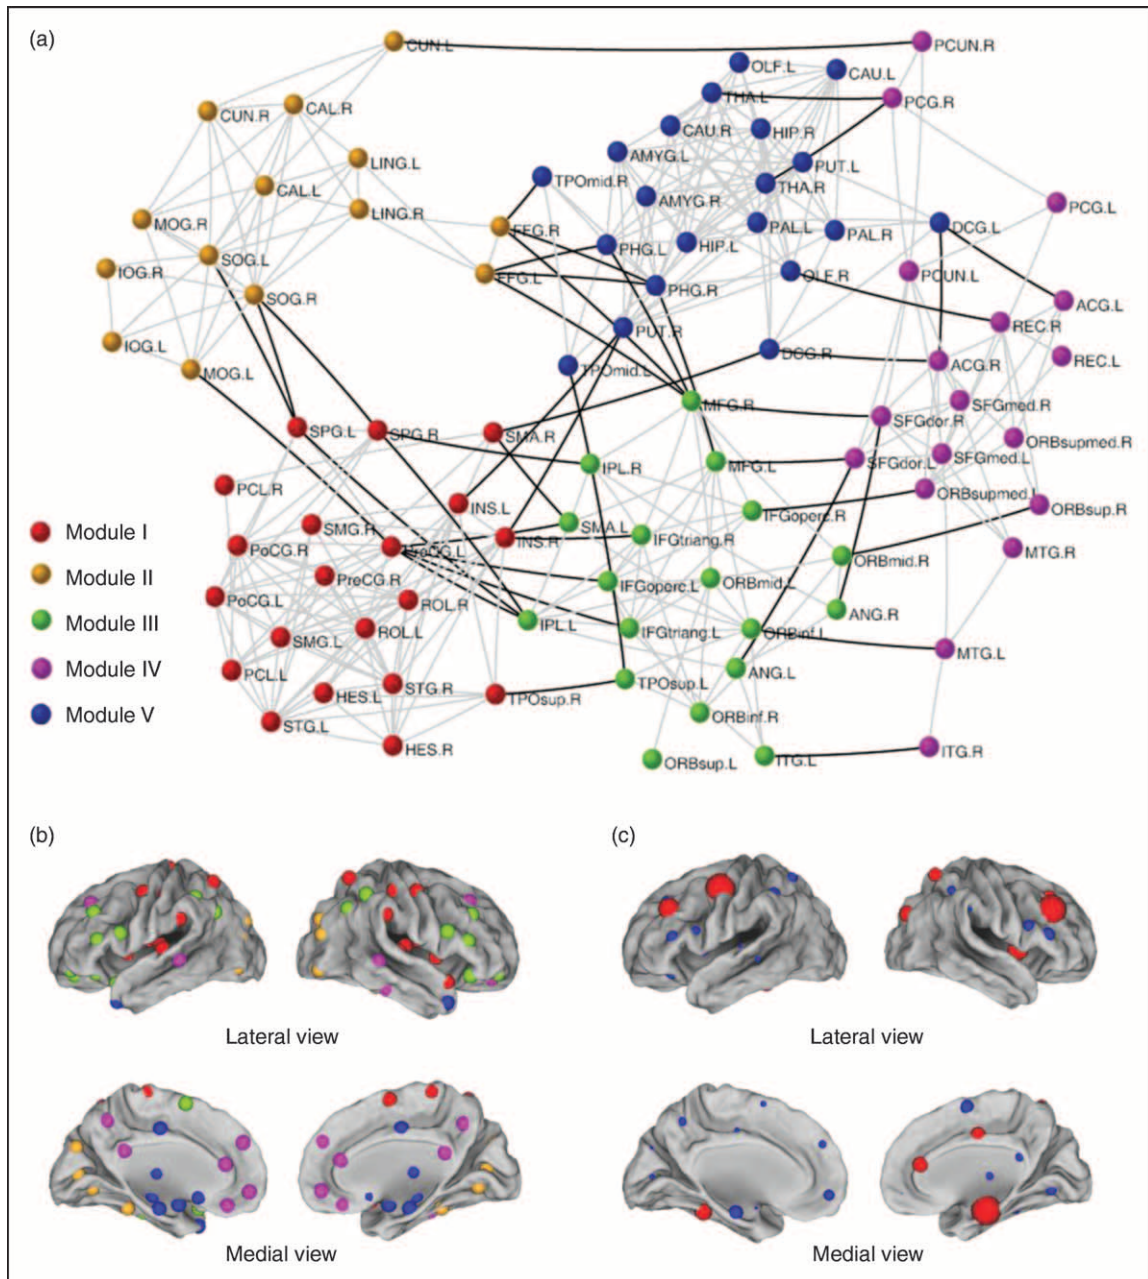 (a)
CUN.L
PCUN.R
OLF.L
CAU.L
THA.L
PCG.R
CUN.R
CAL.R
CAU.R
HIP.R
AMYG.L
LING.L
PUT.L
TPOmid.R
THA.R
CAL.L
AMYG.R
PCG.L
LING.R
MOG.R
FFG.R
PAL.L
PAL.R
DCG.L
PHG.L
HIP.L
SOG.L
IOG.R
FFG.L
OLF.R
PCUN.L
PHG.R
SOG.R
ACG.L
REC.R
PUT.R
IOG.L
DCG.R
REC.L
ACG.R
MOG.L
TPOmid.L
MFG.R
SFGmed.R
SFGdor.R
SPG.L
SPG.R
SMA.R
ORBsupmed.R
SFGmed.L
IPL.R
MFG.L
SFGdor.L
PCL.R
ORBsupmed.L
INS.L
ORBsup.R
IFGoperc.R
SMG.R
SMA.L
Module I
INS.R
IFGtriang.R
PoCG.R
PreCG.L
MTG.R
ORBmid.R
Module II
PreCG.R
IFGoperc.L
ORBmid.L
PoCG.L
ROL.R
ANG.R
Module III
IPL.L
ROL.L
IFGtriang.L
ORBinf.L
SMG.L
MTG.L
Module IV
PCL.L
ANG.L
STG.R
TPOsup.L
HES.L
TPOsup.R
Module V
STG.L
ORBinf.R
HES.R
ITG.R
ORBsup.L
ITG.L
(b)
(c)
Lateral view
Lateral view
Medial view
Medial view